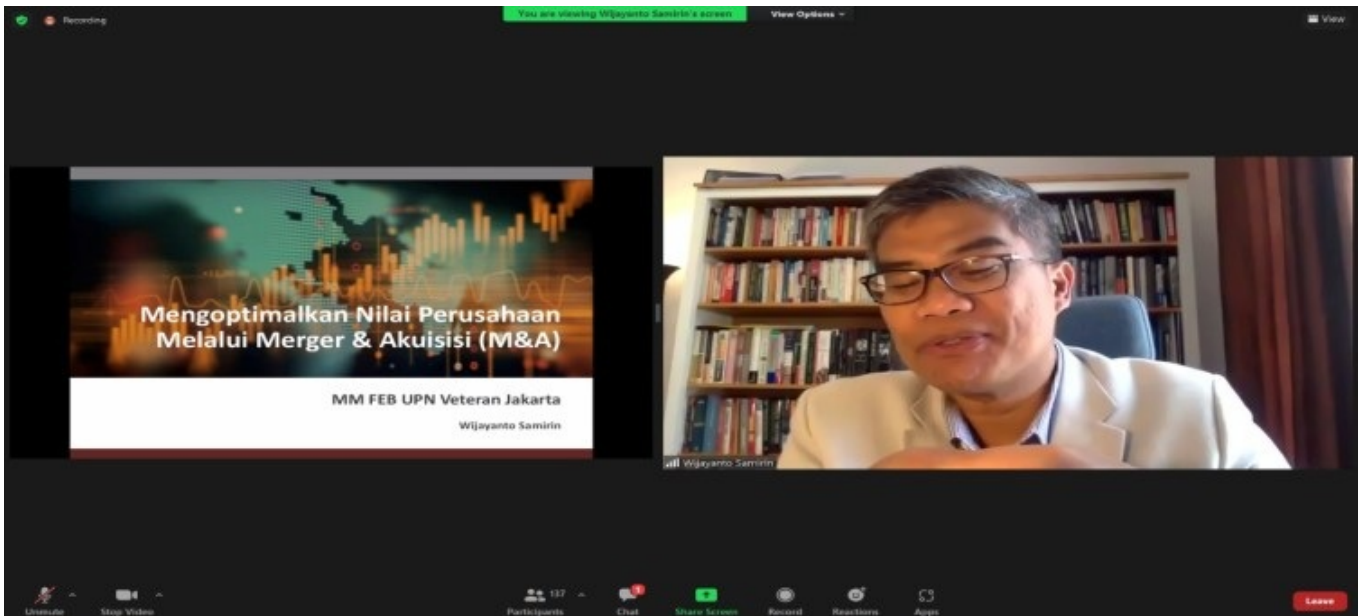 Recording
You are viewing Wijayanto Samirin's screen
View Options
View
Mengoptimalkan Nilai Perusahaan
Melalui Merger & Akuisisi (M&A)
MM FEB UPN Veteran Jakarta
Wijayanto Samirin
Wijayanto Samirin
Unmute
Stop Video
137
Participants
1
Chat
Share Screen
Record
Reactions
Apps
Leave